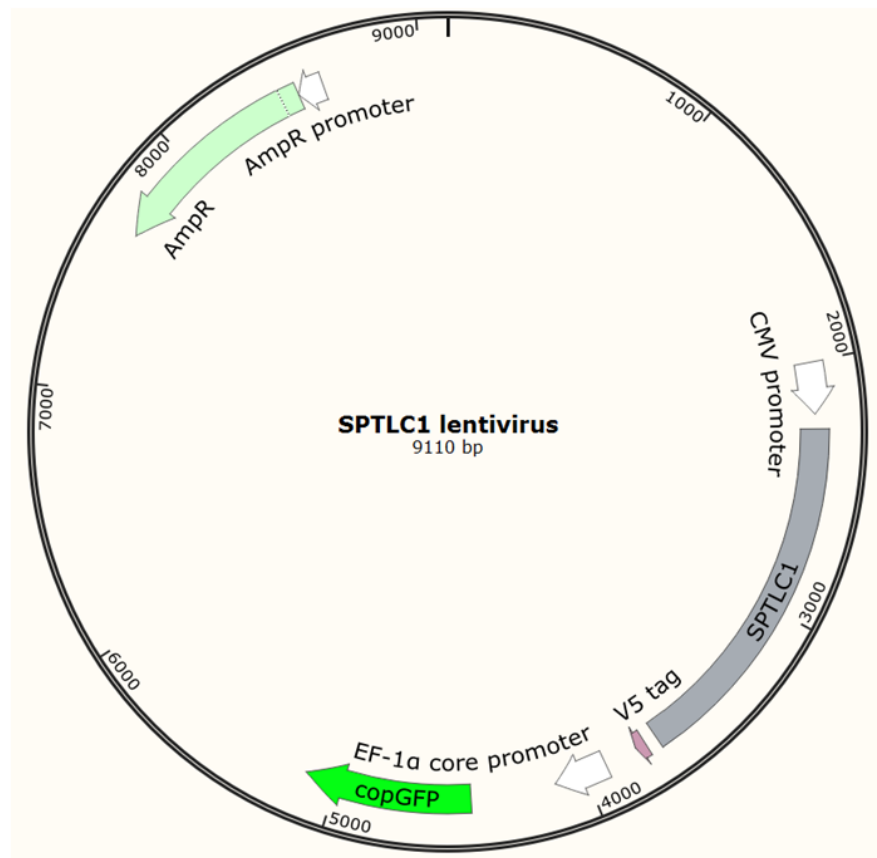 9000
1000
AmpR promoter
8000
AmpR
CMV promoter
2000
7000
SPTLC1 lentivirus
9110 bp
SPTLC1
3000
V5 tag
6000
EF-1α core promoter
copGFP
4000
5000